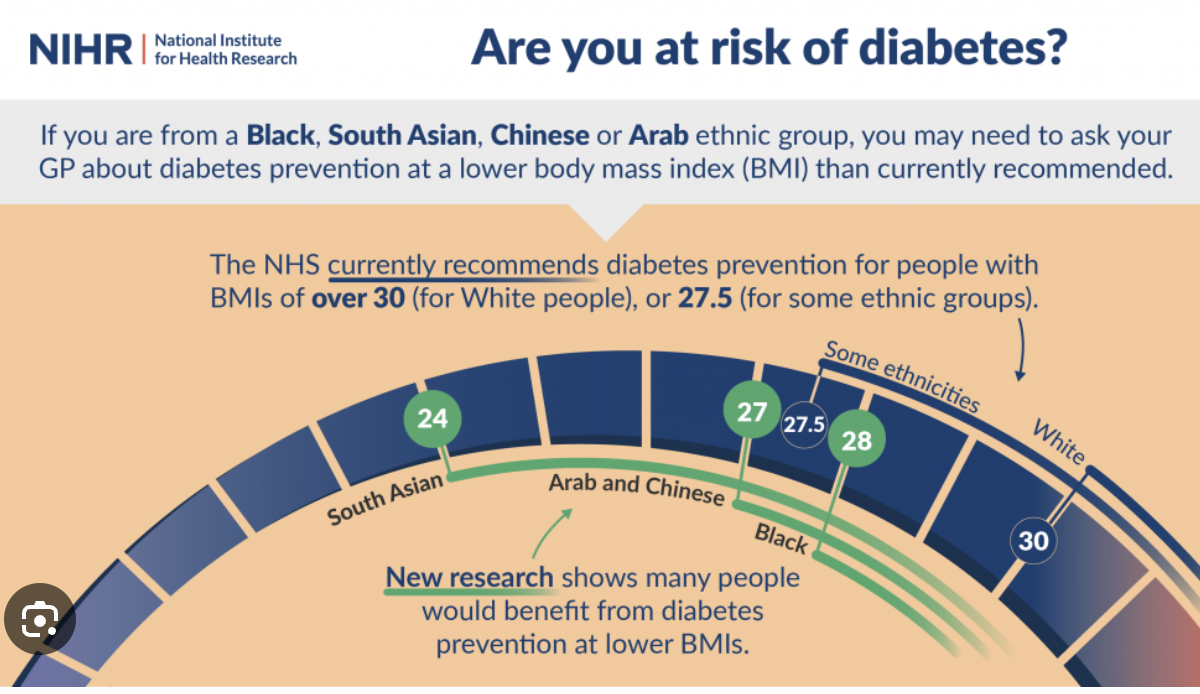 NIHR | National Institute
for Health Research
Are you at risk of diabetes?
If you are from a Black, South Asian, Chinese or Arab ethnic group, you may need to ask your
GP about diabetes prevention at a lower body mass index (BMI) than currently recommended.
The NHS currently recommends diabetes prevention for people with
BMIs of over 30 (for White people), or 27.5 (for some ethnic groups).
Some ethnicities
White
24
27
27.5
28
30
South Asian
Arab and Chinese
Black
New research shows many people
would benefit from diabetes
prevention at lower BMIs.